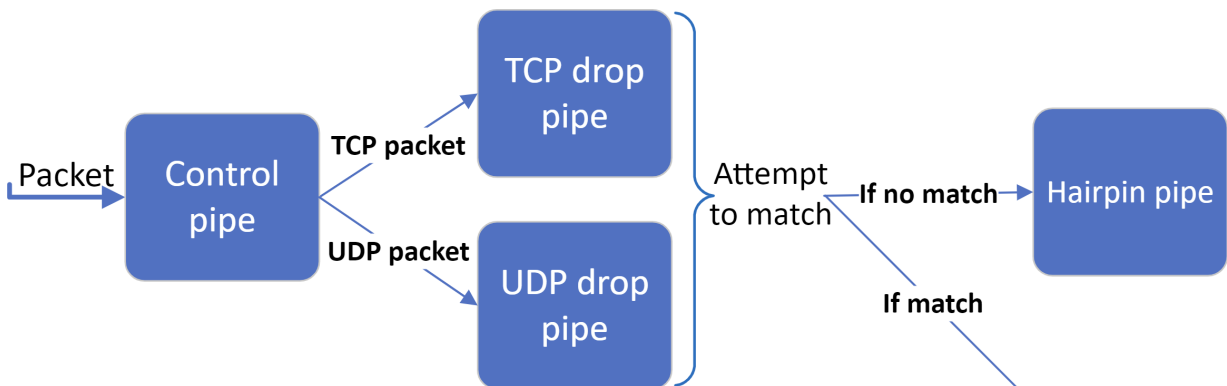 Packet
Control
pipe
TCP packet
UDP packet
TCP drop
pipe
UDP drop
pipe
Attempt
to match
If no match
Hairpin pipe
If match